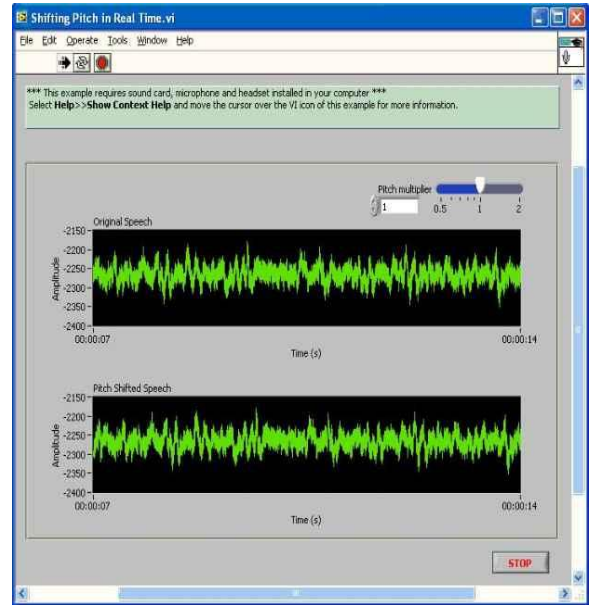 Shifting Pitch in Real Time.vi
File Edit Operate Tools Window Help
*** This example requires sound card, microphone and headset installed in your computer ***
Select Help>>Show Context Help and move the cursor over the VI icon of this example for more information.
Pitch multiplier
1
0.5 1 2
Original Speech
Amplitude
-2150
-2200
-2250
-2300
-2350
-2400
00:00:07 00:00:14
Time (s)
Pitch Shifted Speech
Amplitude
-2150
-2200
-2250
-2300
-2350
-2400
00:00:07 00:00:14
Time (s)
STOP